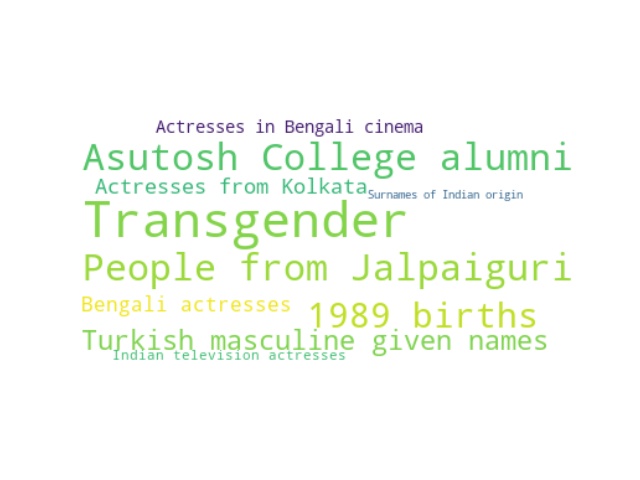 Actresses in Bengali cinema
Asutosh College alumni
Actresses from Kolkata
Surnames of Indian origin
Transgender
People from Jalpaiguri
Bengali actresses
1989 births
Turkish masculine given names
Indian television actresses